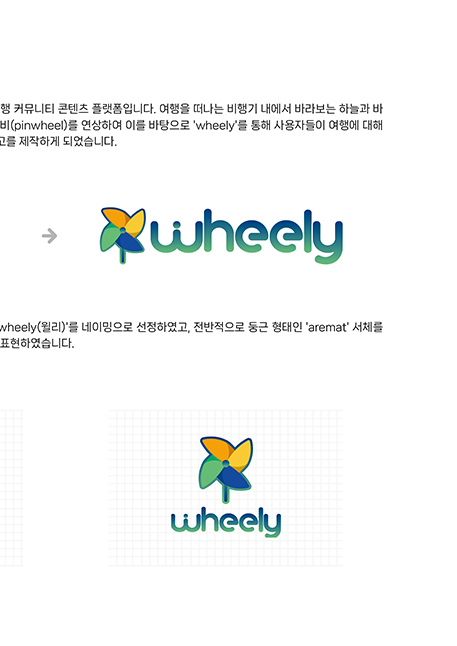 행 커뮤니티 콘텐츠 플랫폼입니다. 여행을 떠나는 비행기 내에서 바라보는 하늘과 바
비(pinwheel)를 연상하여 이를 바탕으로 'wheely'를 통해 사용자들이 여행에 대해
고를 제작하게 되었습니다.
wheely
wheely(윌리)'를 네이밍으로 선정하였고, 전반적으로 둥근 형태인 'aremat' 서체를
표현하였습니다.
wheely